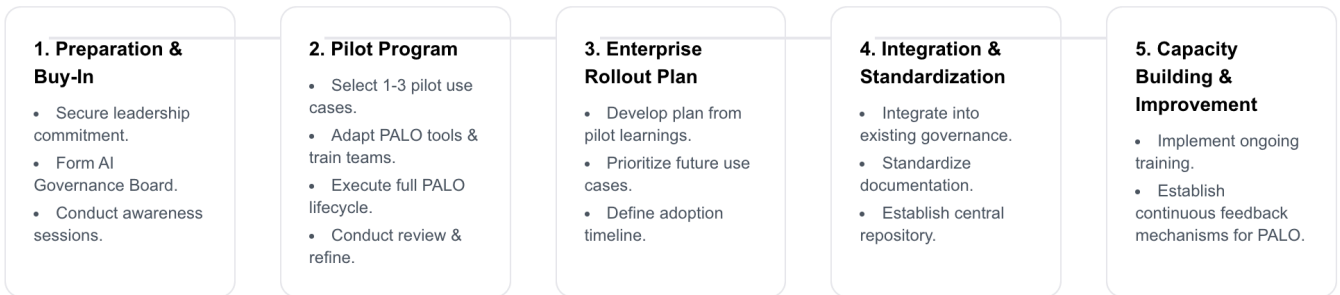 1. Preparation &
Buy-In
• Secure leadership
commitment.
• Form AI
Governance Board.
• Conduct awareness
sessions.
2. Pilot Program
• Select 1-3 pilot use
cases.
• Adapt PALO tools &
train teams.
• Execute full PALO
lifecycle.
• Conduct review &
refine.
3. Enterprise
Rollout Plan
• Develop plan from
pilot learnings.
• Prioritize future use
cases.
• Define adoption
timeline.
4. Integration &
Standardization
• Integrate into
existing governance.
• Standardize
documentation.
• Establish central
repository.
5. Capacity
Building &
Improvement
• Implement ongoing
training.
• Establish
continuous feedback
mechanisms for PALO.